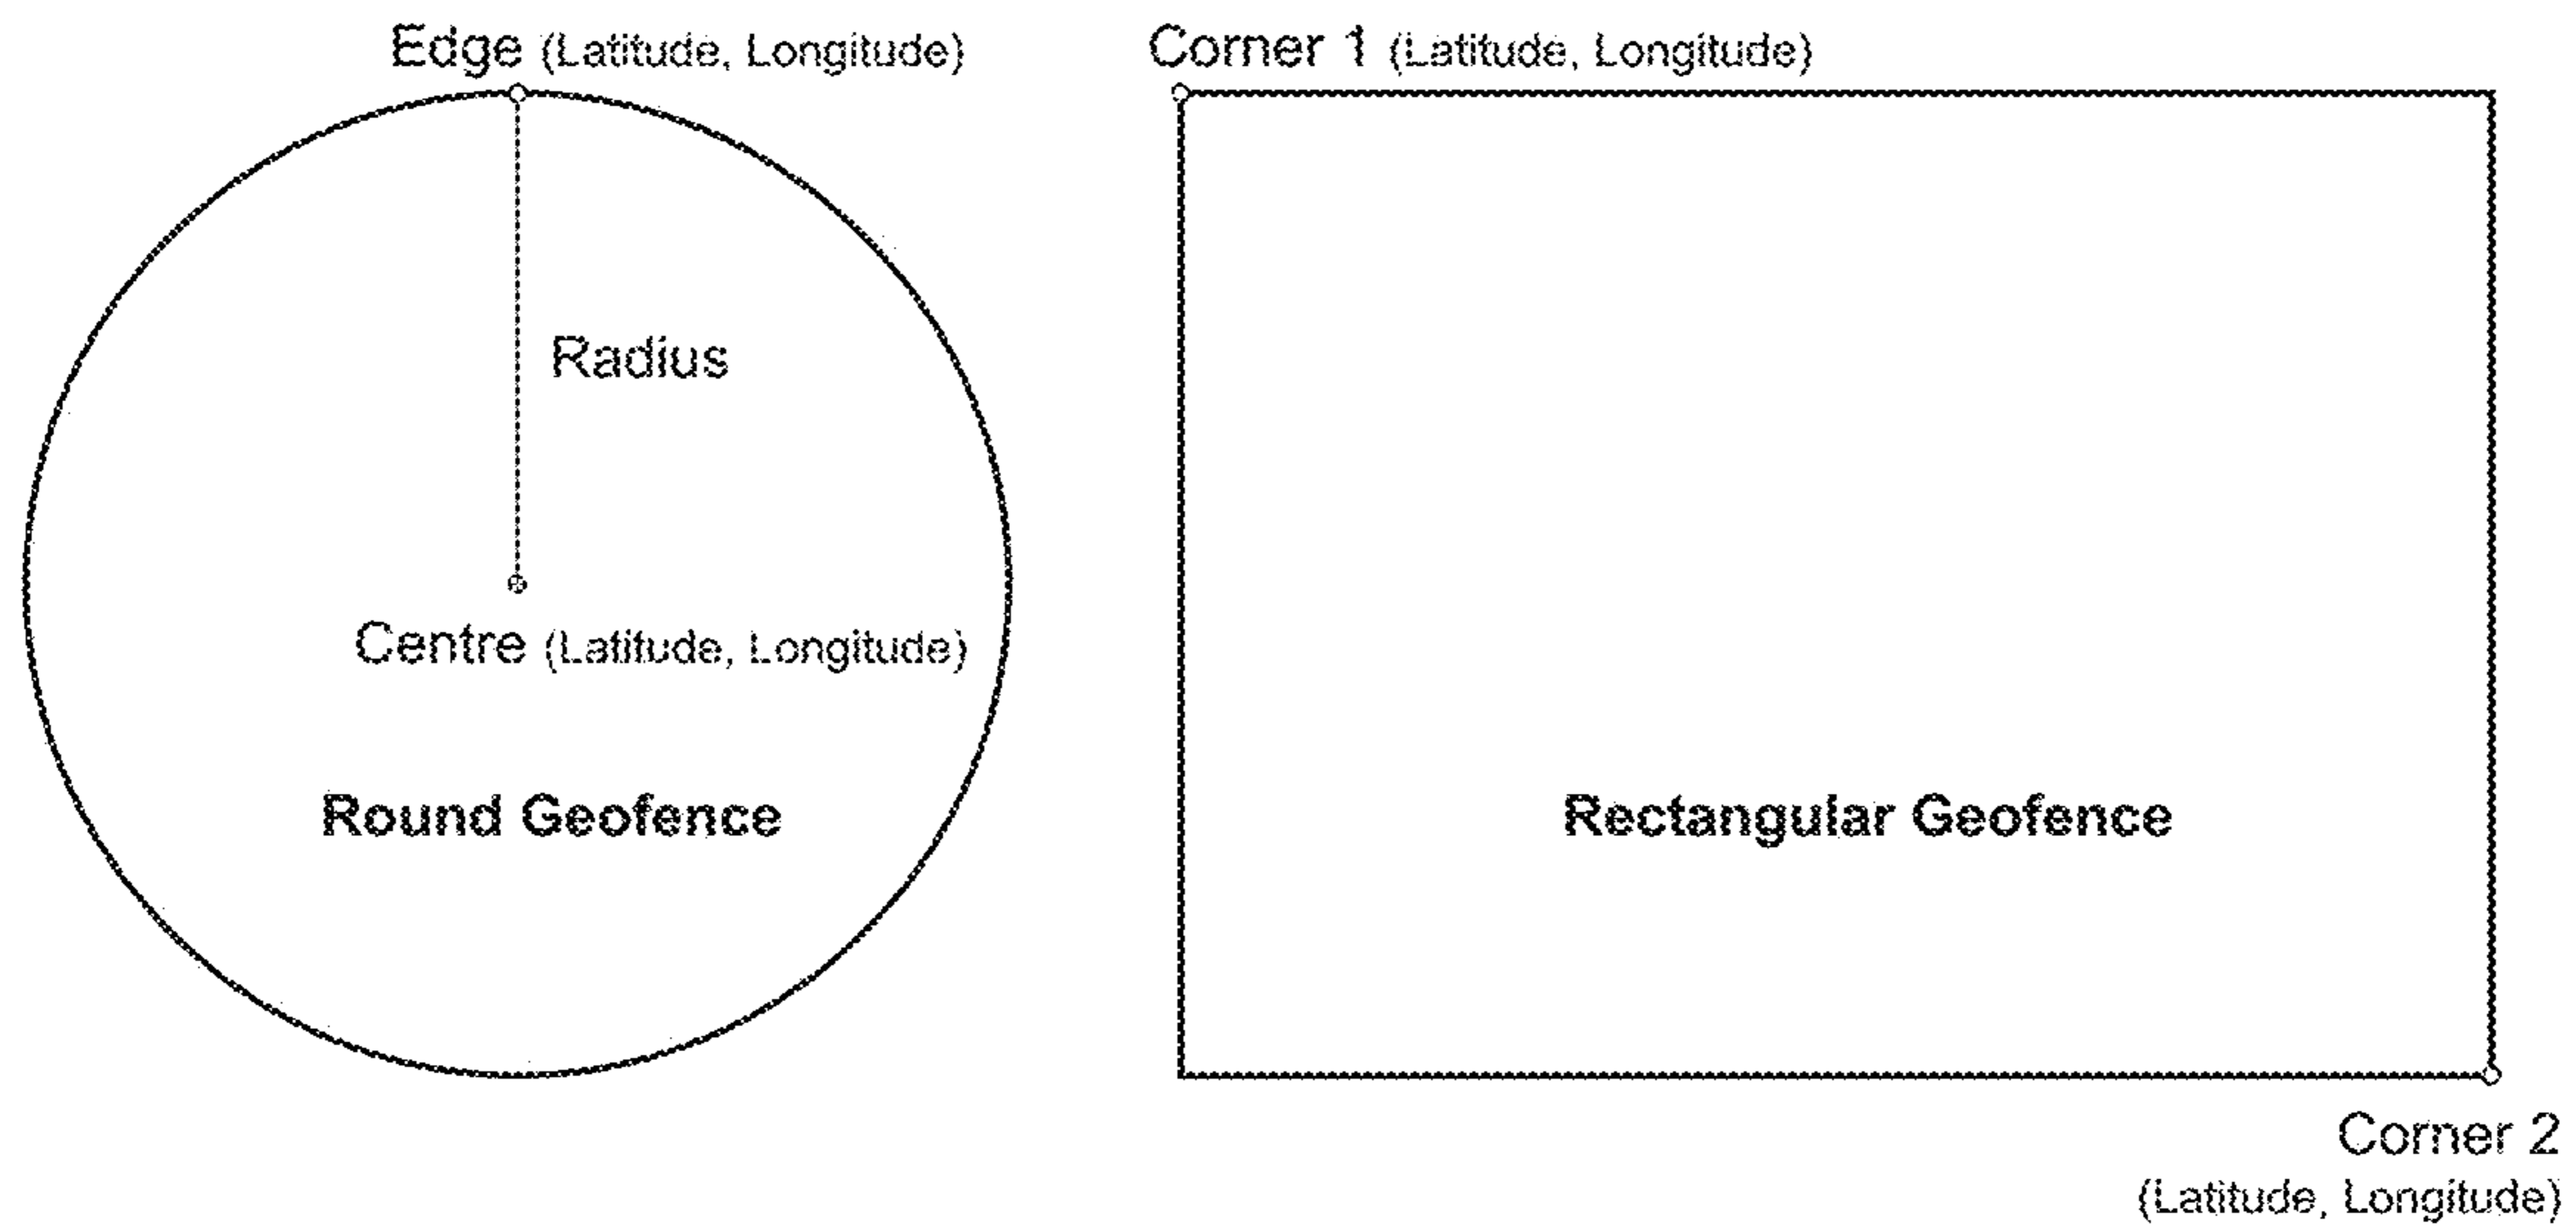 Edge (Latitude, Longitude)
Radius
Centre (Latitude, Longitude)
Round Geofence
Corner 1 (Latitude, Longitude)
Rectangular Geofence
Corner 2
(Latitude, Longitude)